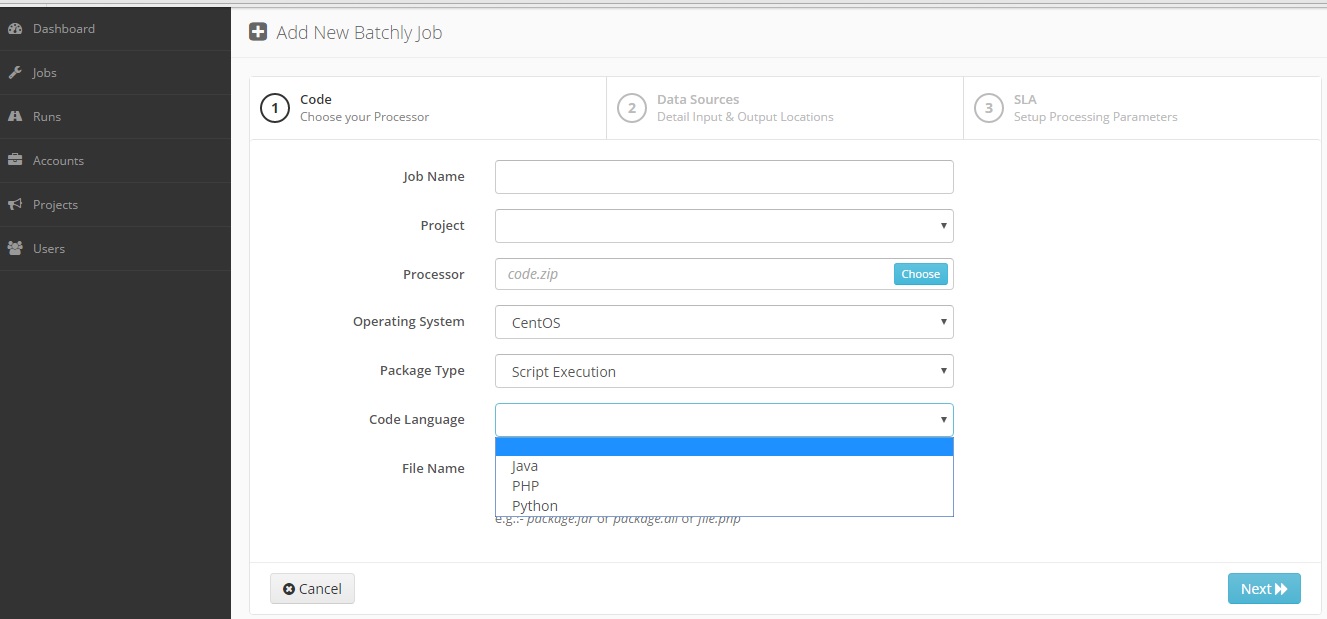 Dashboard
Jobs
Runs
Accounts
Projects
Users
Add New Batchly Job
1
Code
Choose your Processor
2
Data Sources
Detail Input & Output Locations
3
SLA
Setup Processing Parameters
Job Name
Project
Processor
code.zip
Choose
Operating System
CentOS
Package Type
Script Execution
Code Language
Java
PHP
Python
File Name
e.g.:- package.jar or package.dll or file.php
Cancel
Next